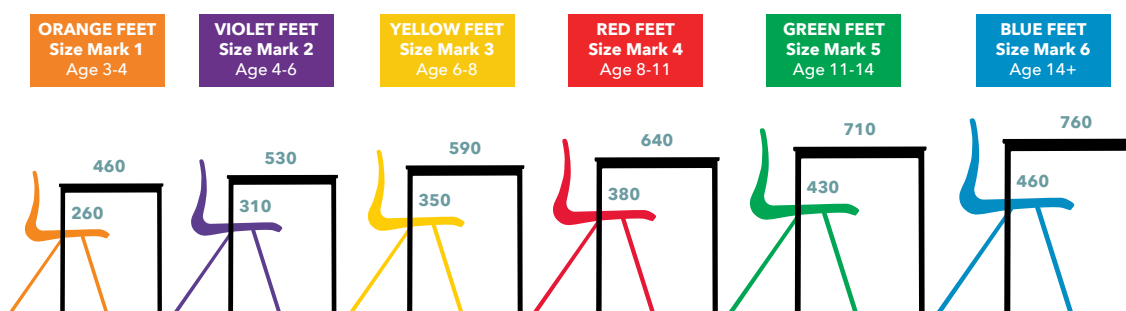 ORANGE FEET
Size Mark 1
Age 3-4
VIOLET FEET
Size Mark 2
Age 4-6
YELLOW FEET
Size Mark 3
Age 6-8
RED FEET
Size Mark 4
Age 8-11
GREEN FEET
Size Mark 5
Age 11-14
BLUE FEET
Size Mark 6
Age 14+
460
260
530
310
590
350
640
380
710
430
760
460